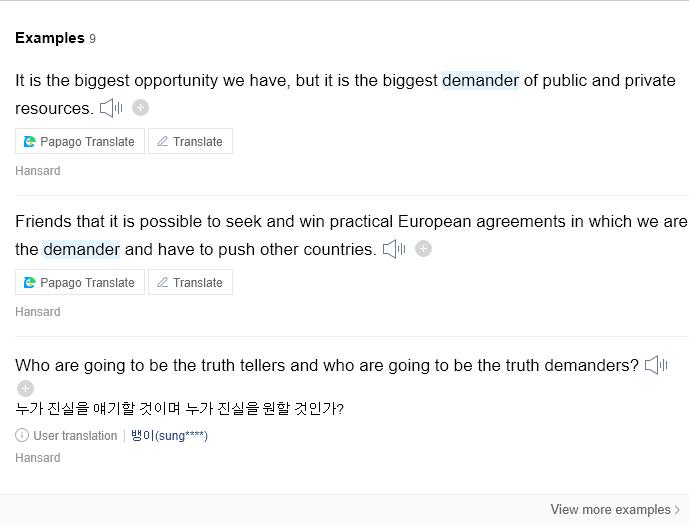 Examples 9
It is the biggest opportunity we have, but it is the biggest demander of public and private
resources.
Papago Translate Translate
Hansard
Friends that it is possible to seek and win practical European agreements in which we are
the demander and have to push other countries.
Papago Translate Translate
Hansard
Who are going to be the truth tellers and who are going to be the truth demanders?
누가 진실을 얘기할 것이며 누가 진실을 원할 것인가?
User translation 뱅이(sung****)
Hansard
View more examples